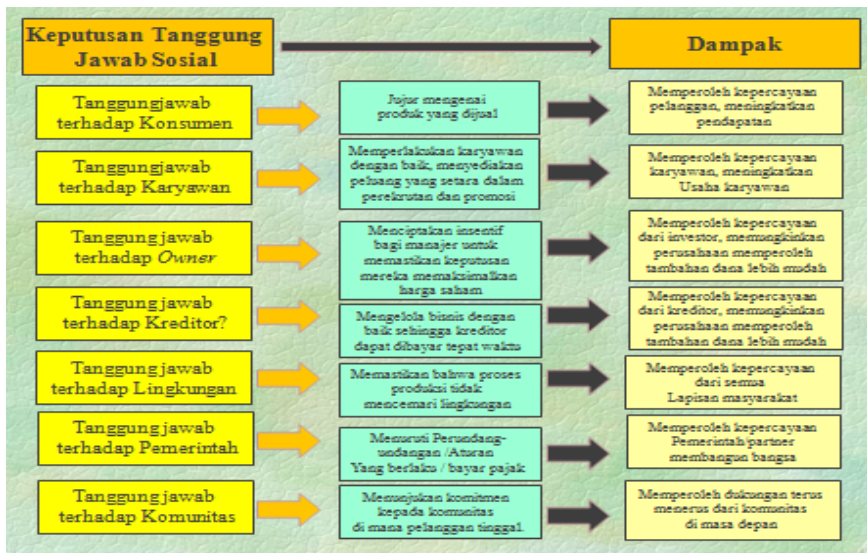 Keputusan Tanggung
Jawab Sosial
Dampak
Tanggungjawab
terhadap Konsumen
Jujur mengenai
produk yang dijual
Memperoleh kepercayaan
pelanggan, meningkatkan
pendapatan
Tanggungjawab
terhadap Karyawan
Memperlakukan karyawan
dengan baik, menyediakan
peluang yang setara dalam
perekrutan dan promosi
Memperoleh kepercayaan
karyawan, meningkatkan
Usaha karyawan
Tanggung jawab
terhadap Owner
Menciptakan insentif
bagi manajer untuk
memastikan keputusan
mereka memaksimalkan
harga saham
Memperoleh kepercayaan
dari investor, memungkinkan
perusahaan memperoleh
tambahan dana lebih mudah
Tanggung jawab
terhadap Kreditor?
Mengelola bisnis dengan
baik sehingga kreditor
dapat dibayar tepat waktu
Memperoleh kepercayaan
dari kreditor, memungkinkan
perusahaan memperoleh
tambahan dana lebih mudah
Tanggung jawab
terhadap Lingkungan
Memastikan bahwa proses
produksi tidak
mencemari lingkungan
Memperoleh kepercayaan
dari semua
Lapisan masyarakat
Tanggung jawab
terhadap Pemerintah
Menuruti Perundang-
undangan /Aturan
Yang berlaku / bayar pajak
Memperoleh kepercayaan
Pemerintah/partner
membangun bangsa
Tanggung jawab
terhadap Komunitas
Menunjukan komitmen
kepada komunitas
di mana pelanggan tinggal.
Memperoleh dukungan terus
menerus dari komunitas
di masa depan